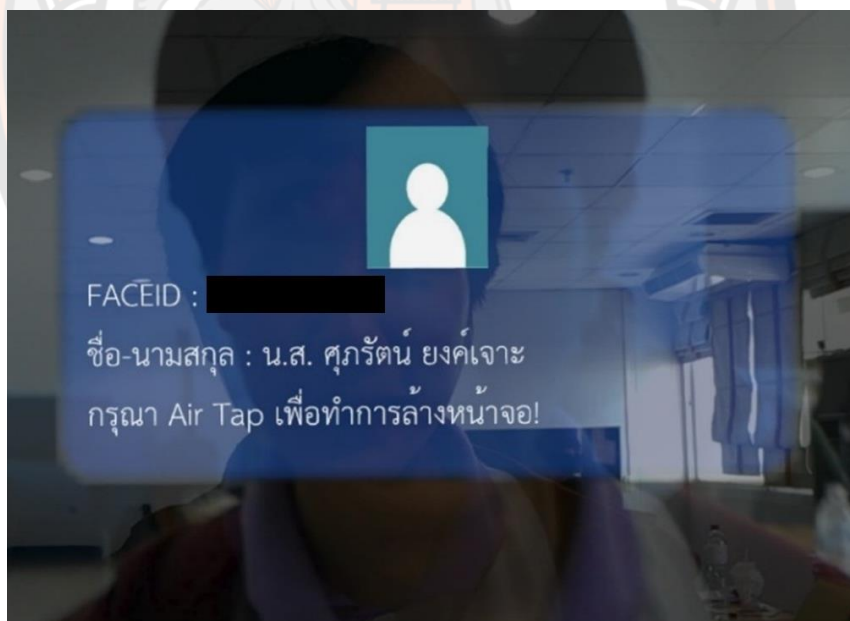 FACEID :
ชื่อ-นามสกุล : น.ส. ศุภรัตน์ ยงค์เจาะ
กรุณา Air Tap เพื่อทำการล้างหน้าจอ!